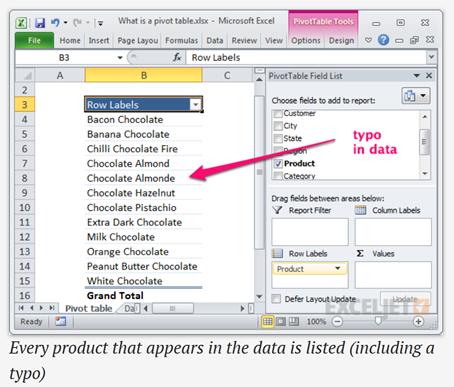 What is a pivot table.xlsx - Microsoft Excel
PivotTable Tools
File Home Insert Page Layou Formulas Data Review View Options Design
B3 fx Row Labels
A B C
2
3 Row Labels
4 Bacon Chocolate
5 Banana Chocolate
6 Chilli Chocolate Fire
7 Chocolate Almond
8 Chocolate Almonde
9 Chocolate Hazelnut
10 Chocolate Pistachio
11 Extra Dark Chocolate
12 Milk Chocolate
13 Orange Chocolate
14 Peanut Butter Chocolate
15 White Chocolate
16 Grand Total
Pivot table
Ready
PivotTable Field List
Choose fields to add to report:
Customer
City
State
Region
Product
Category
typo
in data
Drag fields between areas below:
Report Filter Column Labels
Row Labels Σ Values
Product
Defer Layout Update Update
EXCELJET
100%
Every product that appears in the data is listed (including a
typo)